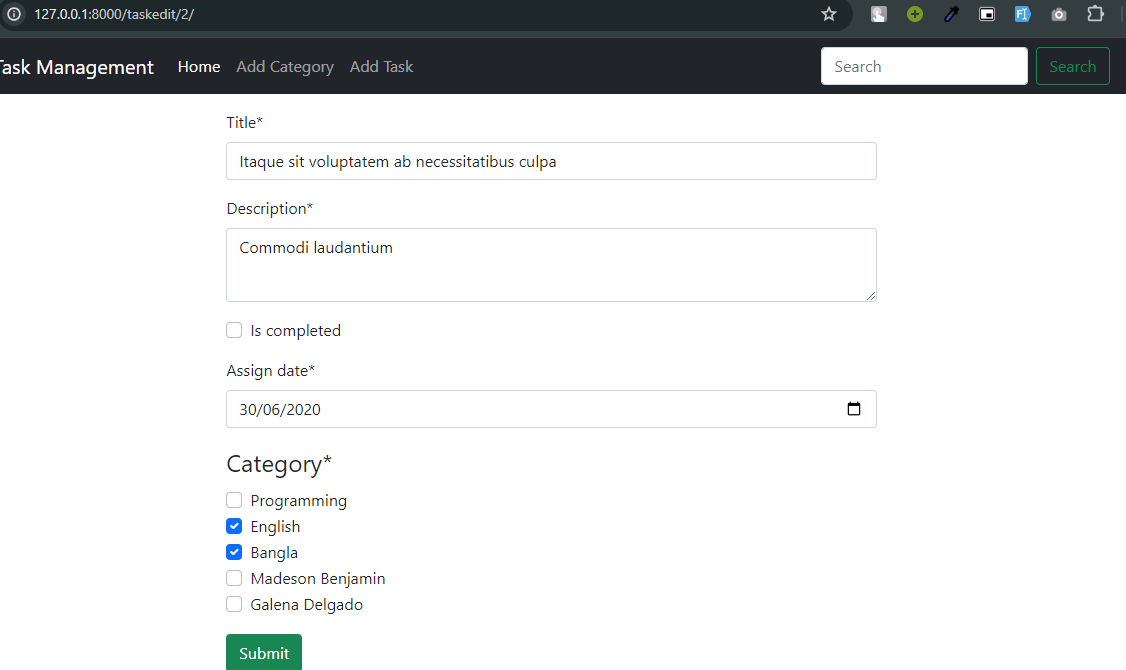 127.0.0.1:8000/taskedit/2/
Task Management Home Add Category Add Task Search Search
Title*
Itaque sit voluptatem ab necessitatibus culpa
Description*
Commodi laudantium
Is completed
Assign date*
30/06/2020
Category*
Programming
English
Bangla
Madeson Benjamin
Galena Delgado
Submit